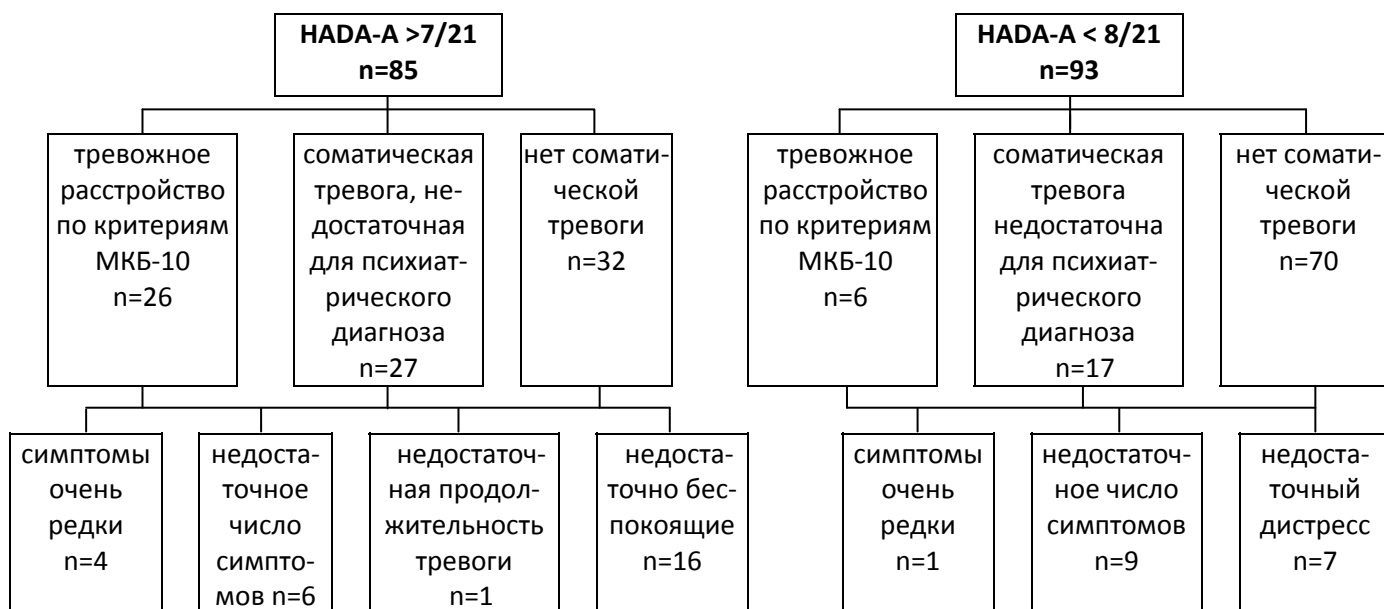 HADA-A >7/21
n=85
HADA-A < 8/21
n=93
тревожное
расстройство
по критериям
МКБ-10
n=26
соматическая
тревога, не-
достаточная
для психиат-
рического
диагноза
n=27
нет сомати-
ческой
тревоги
n=32
тревожное
расстройство
по критериям
МКБ-10
n=6
соматическая
тревога
недостаточна
для психиат-
рического
диагноза
n=17
нет сомати-
ческой
тревоги
n=70
симптомы
очень
редки
n=4
недоста-
точное
число
симпто-
мов n=6
недостаточ-
ная продол-
жительность
тревоги
n=1
недоста-
точно бес-
покоящие
n=16
симптомы
очень
редки
n=1
недостаточ-
ное число
симптомов
n=9
недоста-
точный
дистресс
n=7